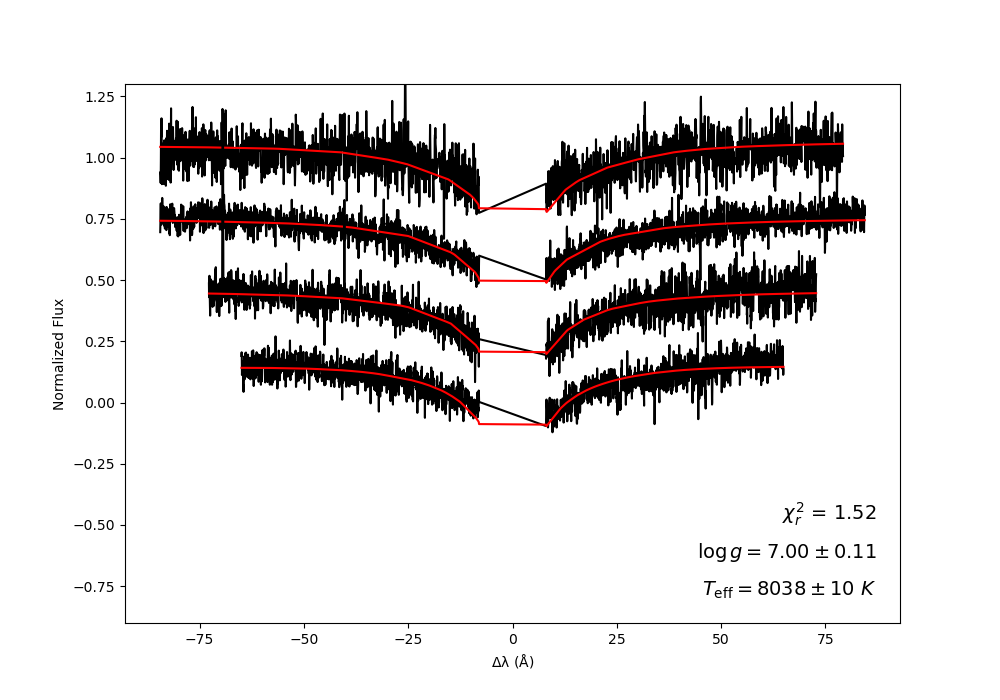 1.25
1.00
0.75
0.50
0.25
0.00
−0.25
−0.50
−0.75
Normalized Flux
χ²ᵣ = 1.52
log g = 7.00 ± 0.11
T_eff = 8038 ± 10 K
−75 −50 −25 0 25 50 75
Δλ (Å)